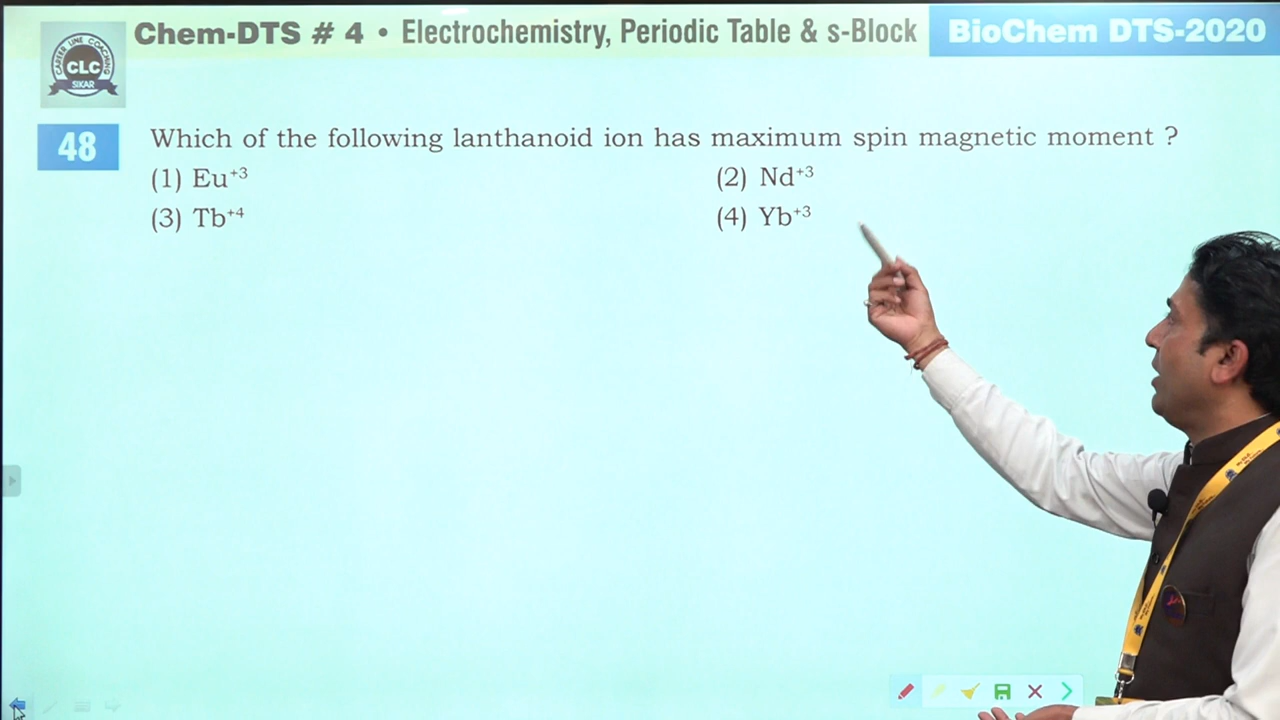 Chem-DTS # 4 • Electrochemistry, Periodic Table & s-Block
BioChem DTS-2020
CAREER LINE COACHING
CLC
SIKAR
48
Which of the following lanthanoid ion has maximum spin magnetic moment ?
(1) Eu⁺³
(2) Nd⁺³
(3) Tb⁺⁴
(4) Yb⁺³